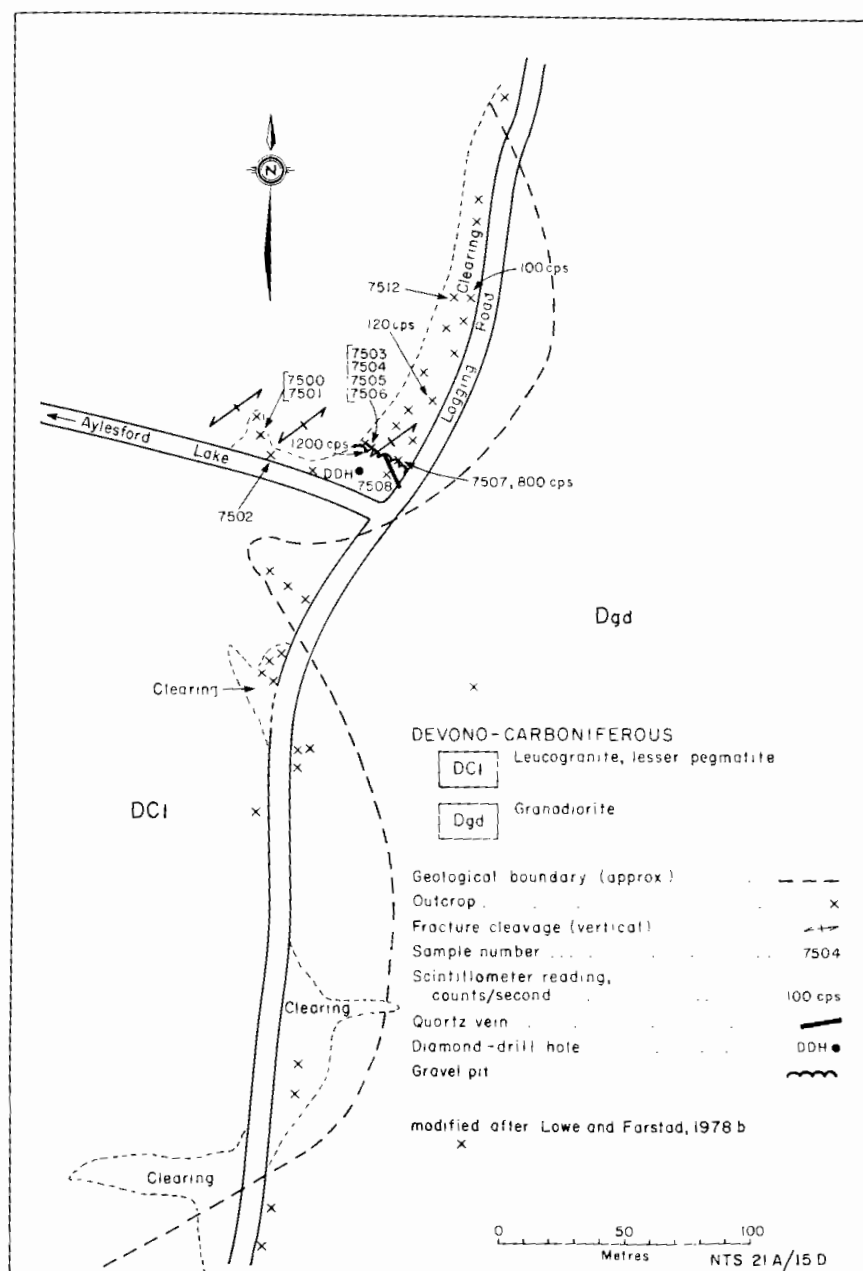 N
Clearing
100 cps
7512
Road
120 cps
Logging
7503
7504
7505
7506
7500
7501
Aylesford
Lake
1200 cps
DDH
7508
7507, 800 cps
7502
Dgd
Clearing
DEVONO-CARBONIFEROUS
DCl
Leucogranite, lesser pegmatite
DCl
Dgd
Granadiorite
Geological boundary (approx)
Outcrop
Fracture cleavage (vertical)
Sample number
7504
Scintillometer reading,
counts/second
100 cps
Clearing
Quartz vein
Diamond-drill hole
DDH
Gravel pit
modified after Lowe and Farstad, 1978 b
Clearing
0 50 100
Metres
NTS 21 A/15 D